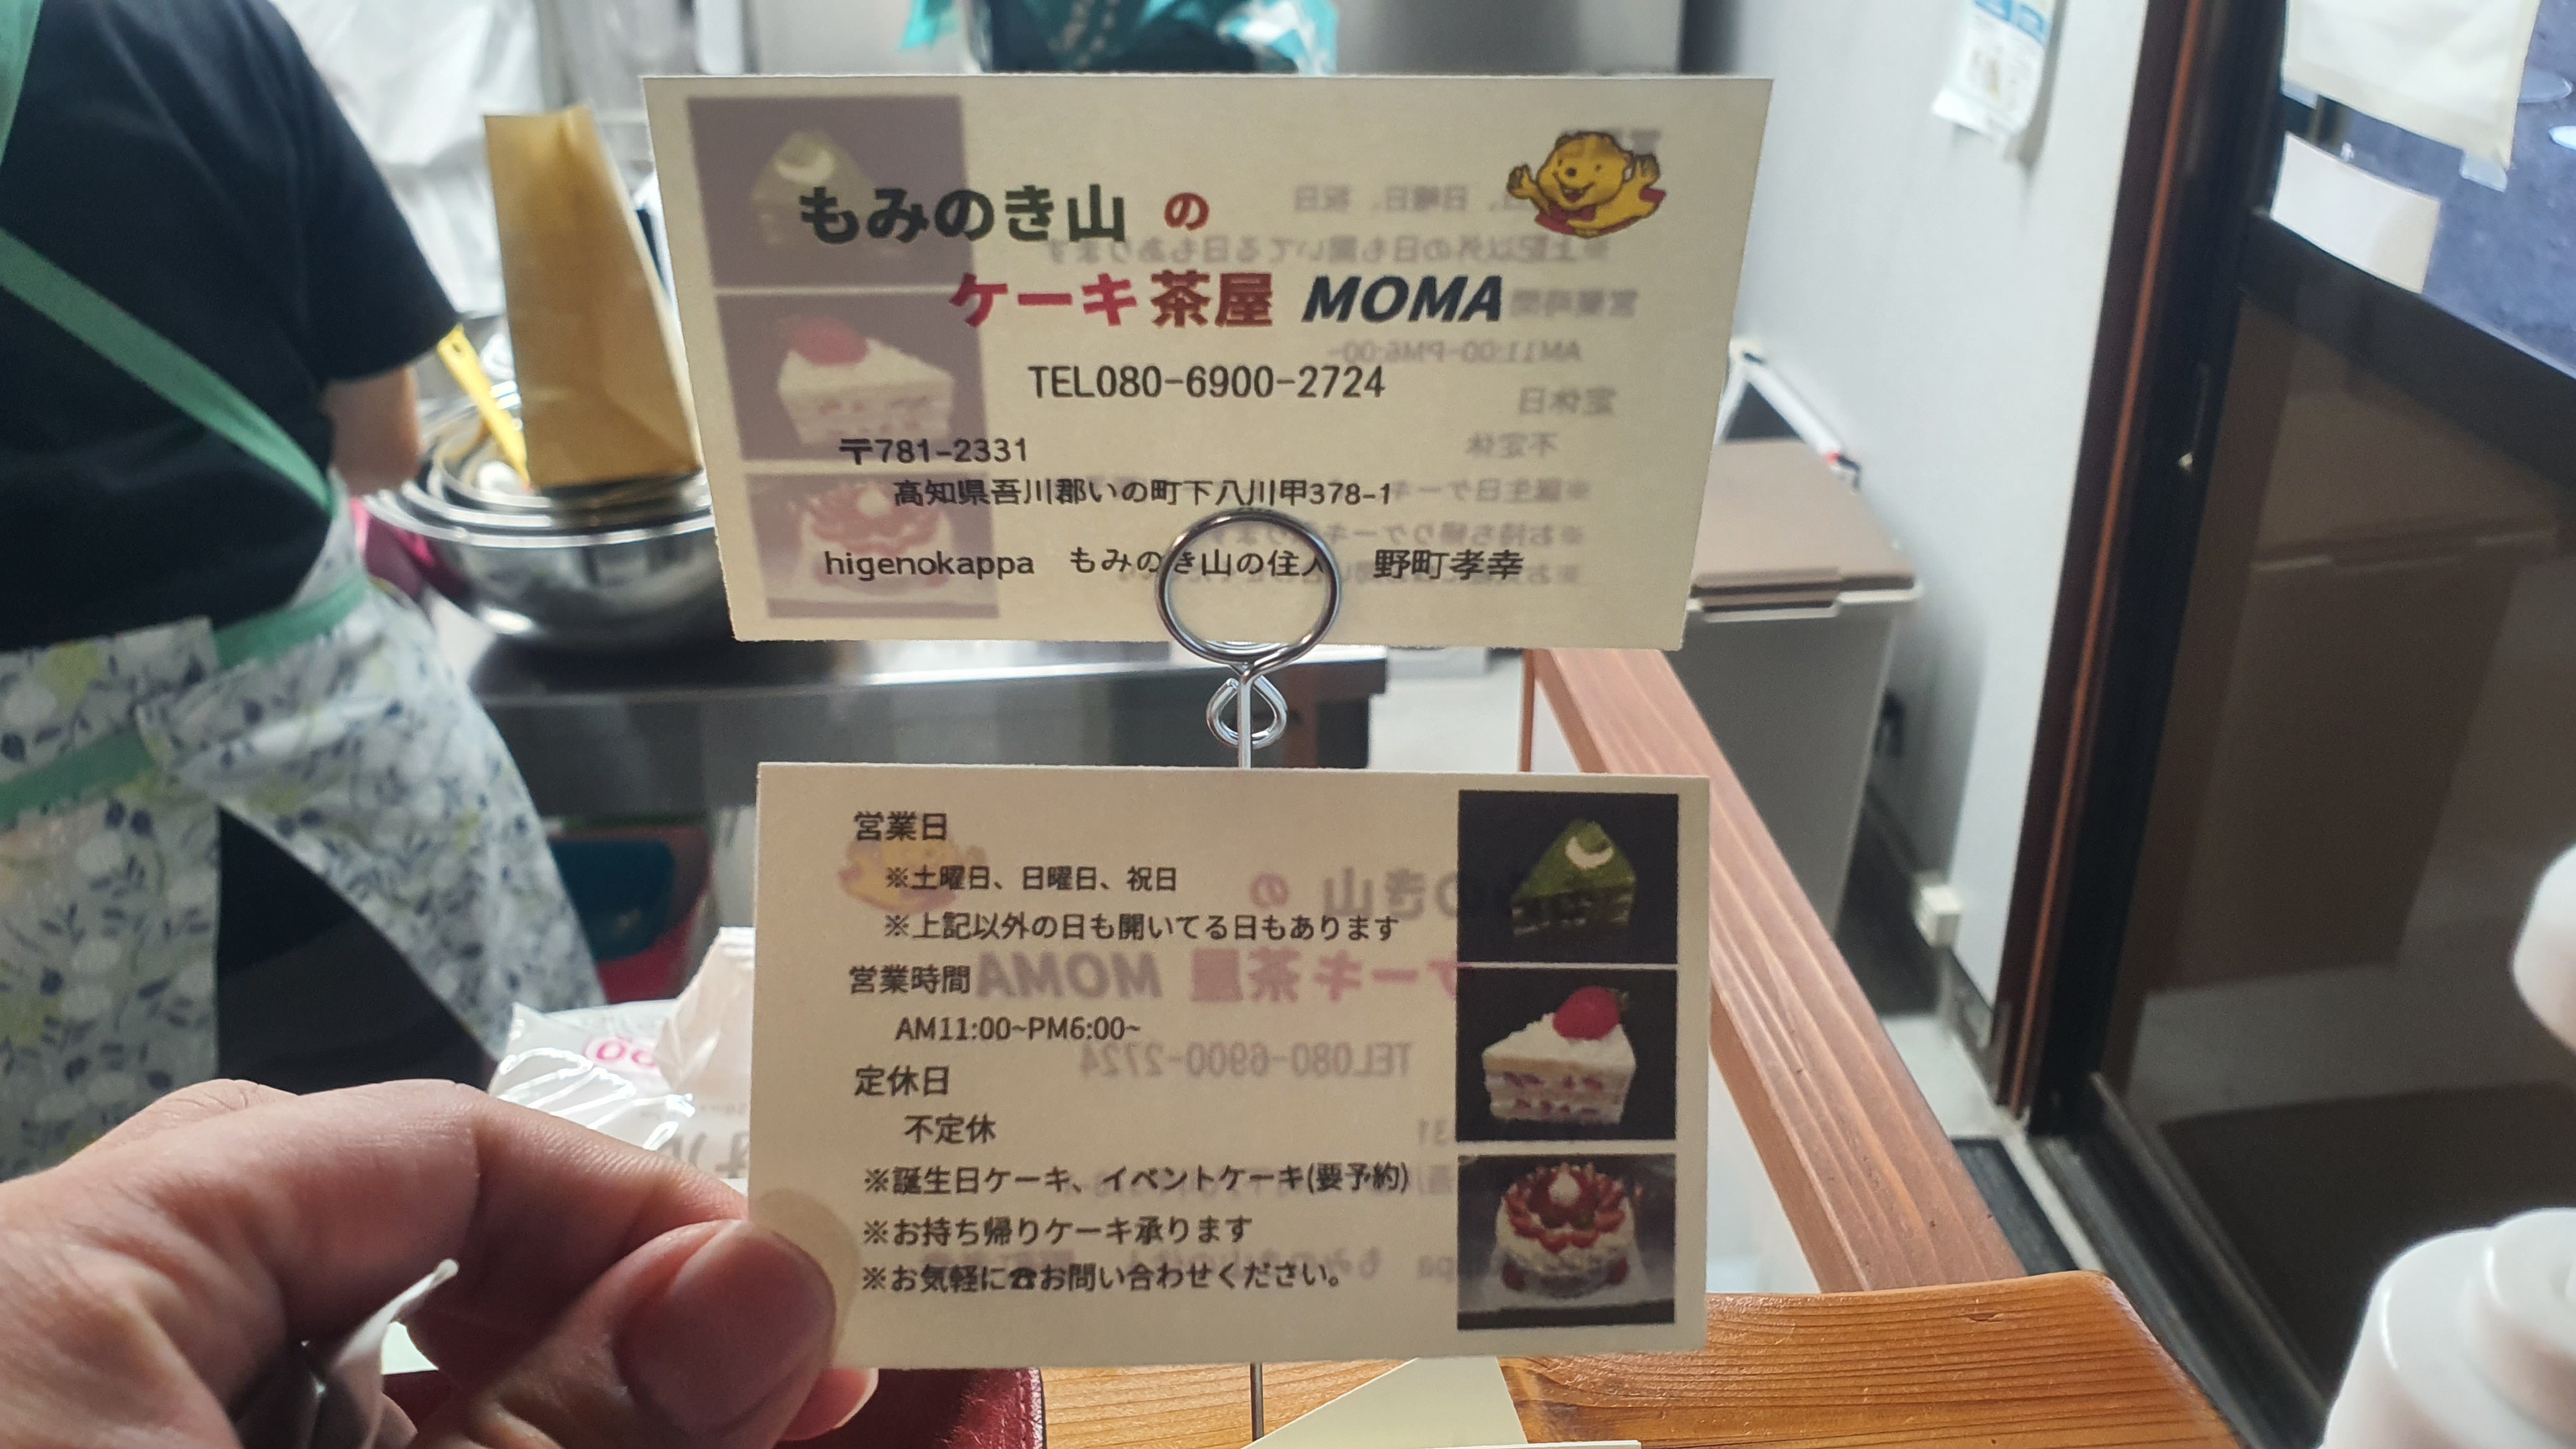 もみのき山 の
ケーキ茶屋 MOMA
TEL080-6900-2724
〒781-2331
高知県吾川郡いの町下八川甲378-1
higenokappa もみのき山の住人 野町孝幸
営業日
※土曜日、日曜日、祝日
※上記以外の日も開いてる日もあります
営業時間
AM11:00~PM6:00~
定休日
不定休
※誕生日ケーキ、イベントケーキ(要予約)
※お持ち帰りケーキ承ります
※お気軽に☎お問い合わせください。